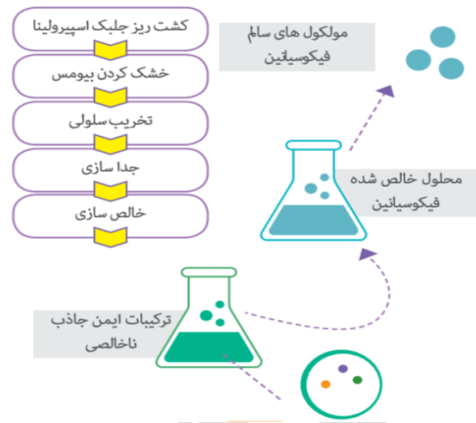 کشت ریز جلبک اسپیرولینا
خشک کردن بیومس
تخریب سلولی
جدا سازی
خالص سازی
مولکول های سالم
فیکوسیانین
محلول خالص شده
فیکوسیانین
ترکیبات ایمن جاذب
ناخالصی